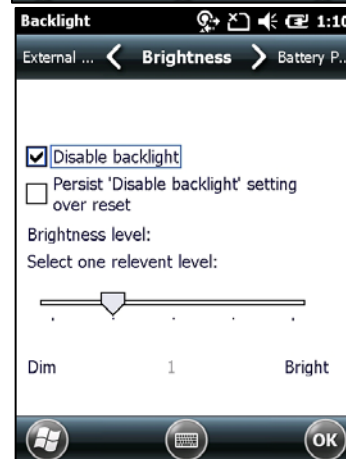 Backlight 1:10
External ... Brightness Battery P..
Disable backlight
Persist 'Disable backlight' setting
over reset
Brightness level:
Select one relevent level:
Dim 1 Bright
OK